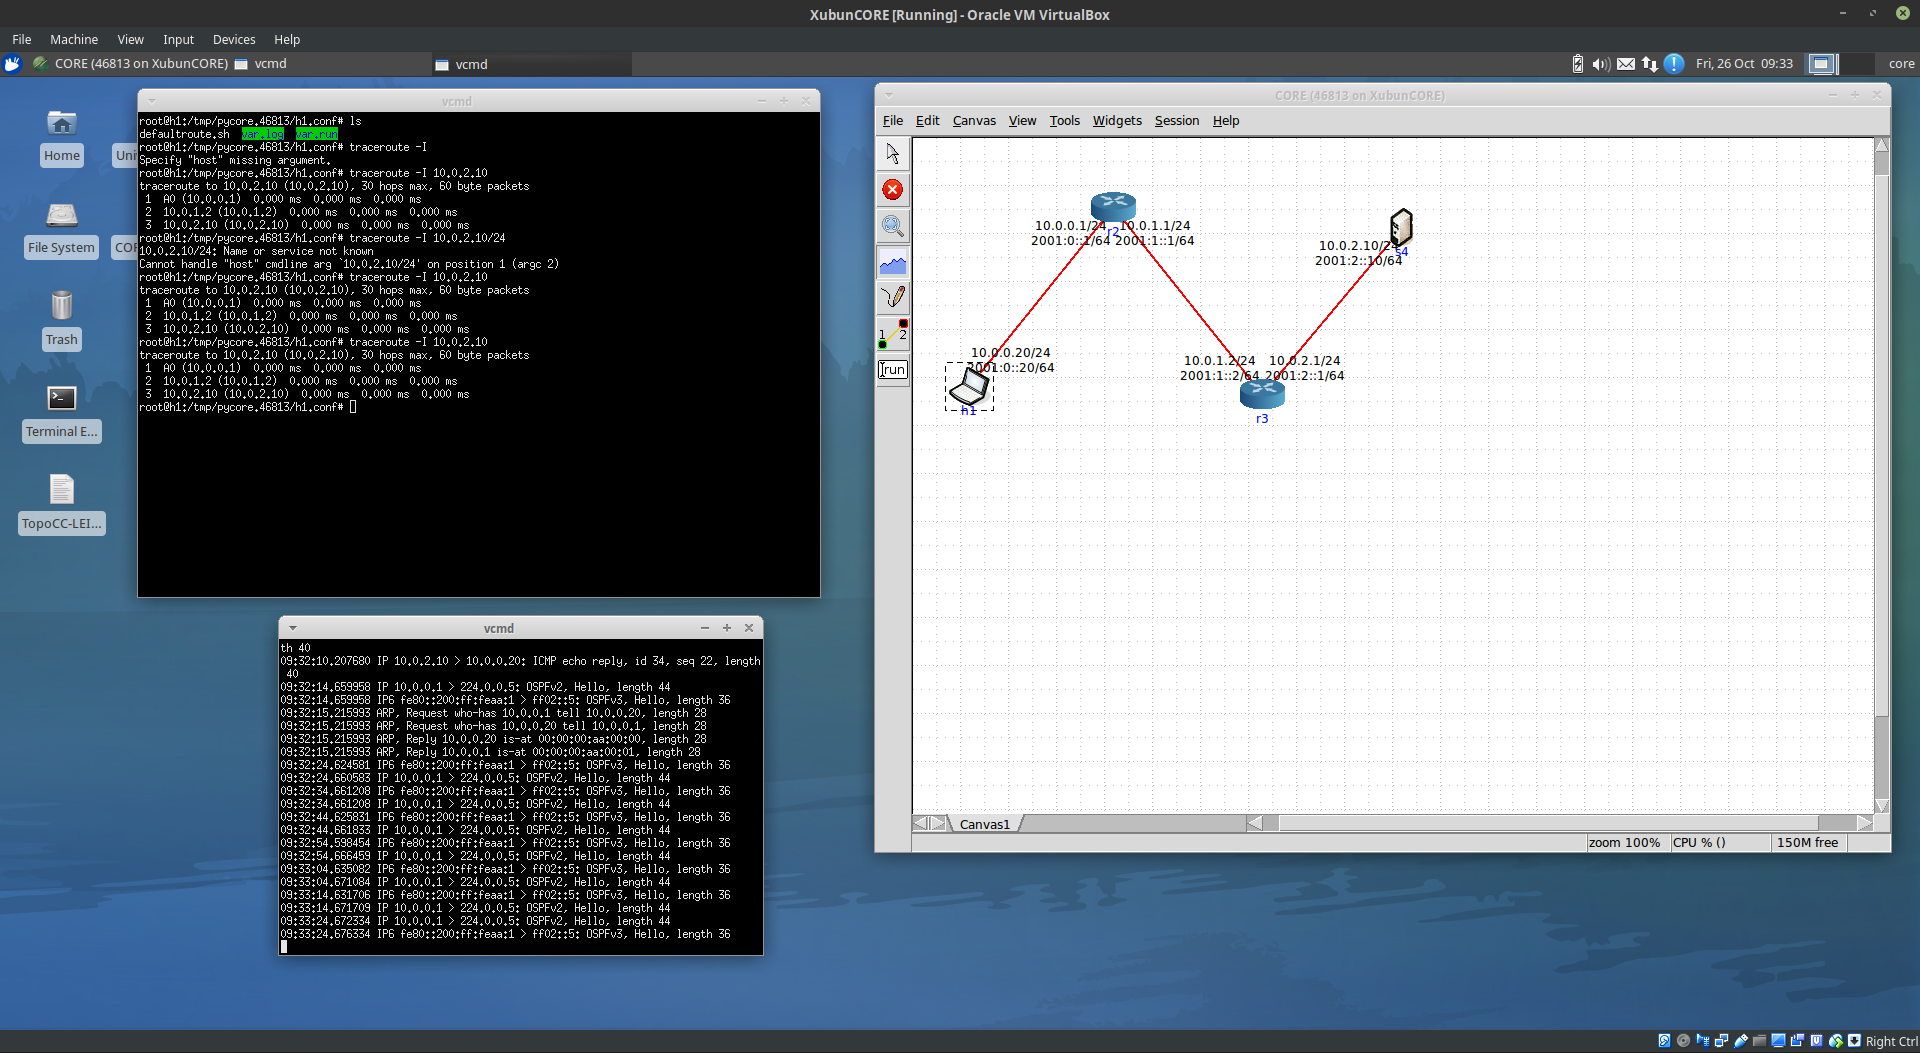 XubunCORE [Running] - Oracle VM VirtualBox
File Machine View Input Devices Help
CORE (46813 on XubunCORE) vcmd vcmd Fri, 26 Oct 09:33 core
Home
File System
Trash
Terminal E...
TopoCC-LEI...
Uni
COR
vcmd
root@h1:/tmp/pycore.46813/h1.conf# ls
defaultroute.sh var.log var.run
root@h1:/tmp/pycore.46813/h1.conf# traceroute -I
Specify "host" missing argument.
root@h1:/tmp/pycore.46813/h1.conf# traceroute -I 10.0.2.10
traceroute to 10.0.2.10 (10.0.2.10), 30 hops max, 60 byte packets
1 A0 (10.0.0.1) 0.000 ms 0.000 ms 0.000 ms
2 10.0.1.2 (10.0.1.2) 0.000 ms 0.000 ms 0.000 ms
3 10.0.2.10 (10.0.2.10) 0.000 ms 0.000 ms 0.000 ms
root@h1:/tmp/pycore.46813/h1.conf# traceroute -I 10.0.2.10/24
10.0.2.10/24: Name or service not known
Cannot handle "host" cmdline arg `10.0.2.10/24' on position 1 (argc 2)
root@h1:/tmp/pycore.46813/h1.conf# traceroute -I 10.0.2.10
traceroute to 10.0.2.10 (10.0.2.10), 30 hops max, 60 byte packets
1 A0 (10.0.0.1) 0.000 ms 0.000 ms 0.000 ms
2 10.0.1.2 (10.0.1.2) 0.000 ms 0.000 ms 0.000 ms
3 10.0.2.10 (10.0.2.10) 0.000 ms 0.000 ms 0.000 ms
root@h1:/tmp/pycore.46813/h1.conf# traceroute -I 10.0.2.10
traceroute to 10.0.2.10 (10.0.2.10), 30 hops max, 60 byte packets
1 A0 (10.0.0.1) 0.000 ms 0.000 ms 0.000 ms
2 10.0.1.2 (10.0.1.2) 0.000 ms 0.000 ms 0.000 ms
3 10.0.2.10 (10.0.2.10) 0.000 ms 0.000 ms 0.000 ms
root@h1:/tmp/pycore.46813/h1.conf#
vcmd
th 40
09:32:10.207680 IP 10.0.2.10 > 10.0.0.20: ICMP echo reply, id 34, seq 22, length
40
09:32:14.659958 IP 10.0.0.1 > 224.0.0.5: OSPFv2, Hello, length 44
09:32:14.659958 IP6 fe80::200:ff:feaa:1 > ff02::5: OSPFv3, Hello, length 36
09:32:15.215993 ARP, Request who-has 10.0.0.1 tell 10.0.0.20, length 28
09:32:15.215993 ARP, Request who-has 10.0.0.20 tell 10.0.0.1, length 28
09:32:15.215993 ARP, Reply 10.0.0.20 is-at 00:00:00:aa:00:00, length 28
09:32:15.215993 ARP, Reply 10.0.0.1 is-at 00:00:00:aa:00:01, length 28
09:32:24.624581 IP6 fe80::200:ff:feaa:1 > ff02::5: OSPFv3, Hello, length 36
09:32:24.660583 IP 10.0.0.1 > 224.0.0.5: OSPFv2, Hello, length 44
09:32:34.661208 IP6 fe80::200:ff:feaa:1 > ff02::5: OSPFv3, Hello, length 36
09:32:34.661208 IP 10.0.0.1 > 224.0.0.5: OSPFv2, Hello, length 44
09:32:44.625831 IP6 fe80::200:ff:feaa:1 > ff02::5: OSPFv3, Hello, length 36
09:32:44.661833 IP 10.0.0.1 > 224.0.0.5: OSPFv2, Hello, length 44
09:32:54.598454 IP6 fe80::200:ff:feaa:1 > ff02::5: OSPFv3, Hello, length 36
09:32:54.666459 IP 10.0.0.1 > 224.0.0.5: OSPFv2, Hello, length 44
09:33:04.635082 IP6 fe80::200:ff:feaa:1 > ff02::5: OSPFv3, Hello, length 36
09:33:04.671084 IP 10.0.0.1 > 224.0.0.5: OSPFv2, Hello, length 44
09:33:14.631706 IP6 fe80::200:ff:feaa:1 > ff02::5: OSPFv3, Hello, length 36
09:33:14.671709 IP 10.0.0.1 > 224.0.0.5: OSPFv2, Hello, length 44
09:33:24.672334 IP 10.0.0.1 > 224.0.0.5: OSPFv2, Hello, length 44
09:33:24.676334 IP6 fe80::200:ff:feaa:1 > ff02::5: OSPFv3, Hello, length 36
CORE (46813 on XubunCORE)
File Edit Canvas View Tools Widgets Session Help
1 2
run
10.0.0.1/24 10.0.1.1/24
r2
2001:0::1/64 2001:1::1/64
10.0.2.10/24
s4
2001:2::10/64
10.0.0.20/24
2001:0::20/64
h1
10.0.1.2/24 10.0.2.1/24
2001:1::2/64 2001:2::1/64
r3
Canvas1
zoom 100% CPU % () 150M free
Right Ctrl